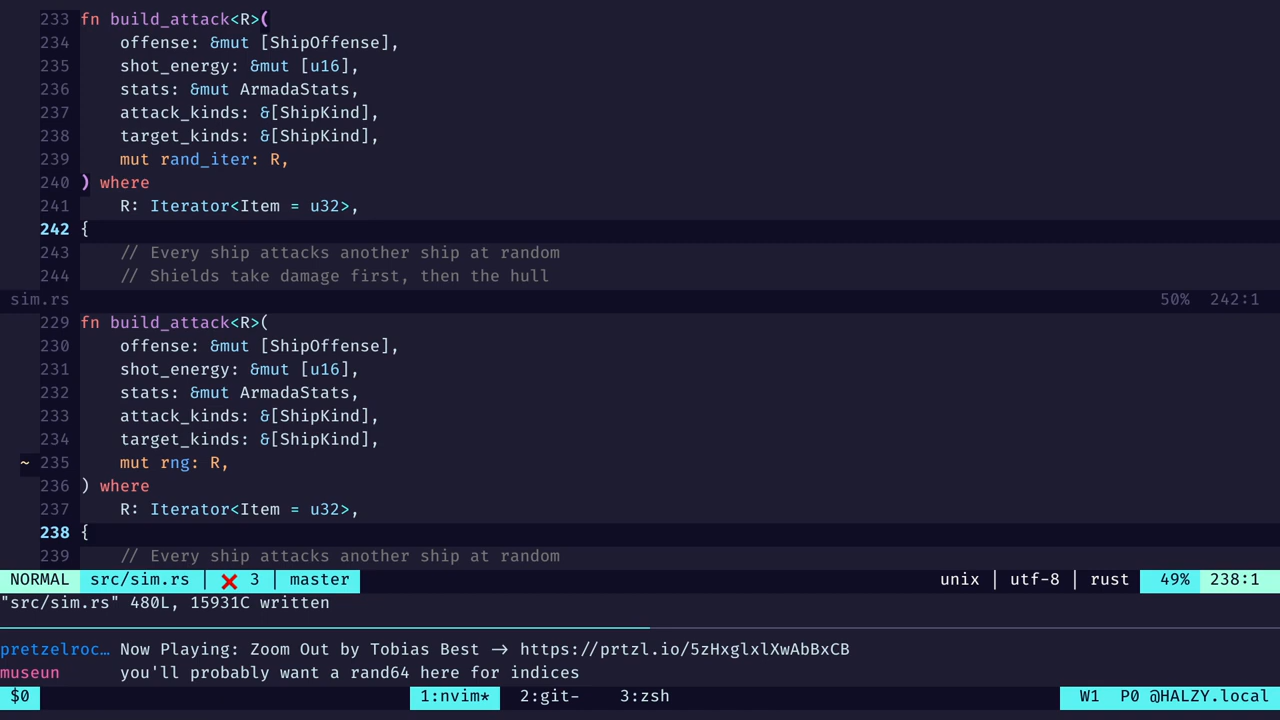 233 fn build_attack<R>(
234     offense: &mut [ShipOffense],
235     shot_energy: &mut [u16],
236     stats: &mut ArmadaStats,
237     attack_kinds: &[ShipKind],
238     target_kinds: &[ShipKind],
239     mut rand_iter: R,
240 ) where
241     R: Iterator<Item = u32>,
242 {
243     // Every ship attacks another ship at random
244     // Shields take damage first, then the hull
sim.rs 50% 242:1
229 fn build_attack<R>(
230     offense: &mut [ShipOffense],
231     shot_energy: &mut [u16],
232     stats: &mut ArmadaStats,
233     attack_kinds: &[ShipKind],
234     target_kinds: &[ShipKind],
~ 235     mut rng: R,
236 ) where
237     R: Iterator<Item = u32>,
238 {
239     // Every ship attacks another ship at random
NORMAL src/sim.rs | ❌ 3 | master unix | utf-8 | rust 49% 238:1
"src/sim.rs" 480L, 15931C written
pretzelroc… Now Playing: Zoom Out by Tobias Best -> https://prtzl.io/5zHxglxlXwAbBxCB
museun you'll probably want a rand64 here for indices
$0 1:nvim* 2:git- 3:zsh W1 P0 @HALZY.local